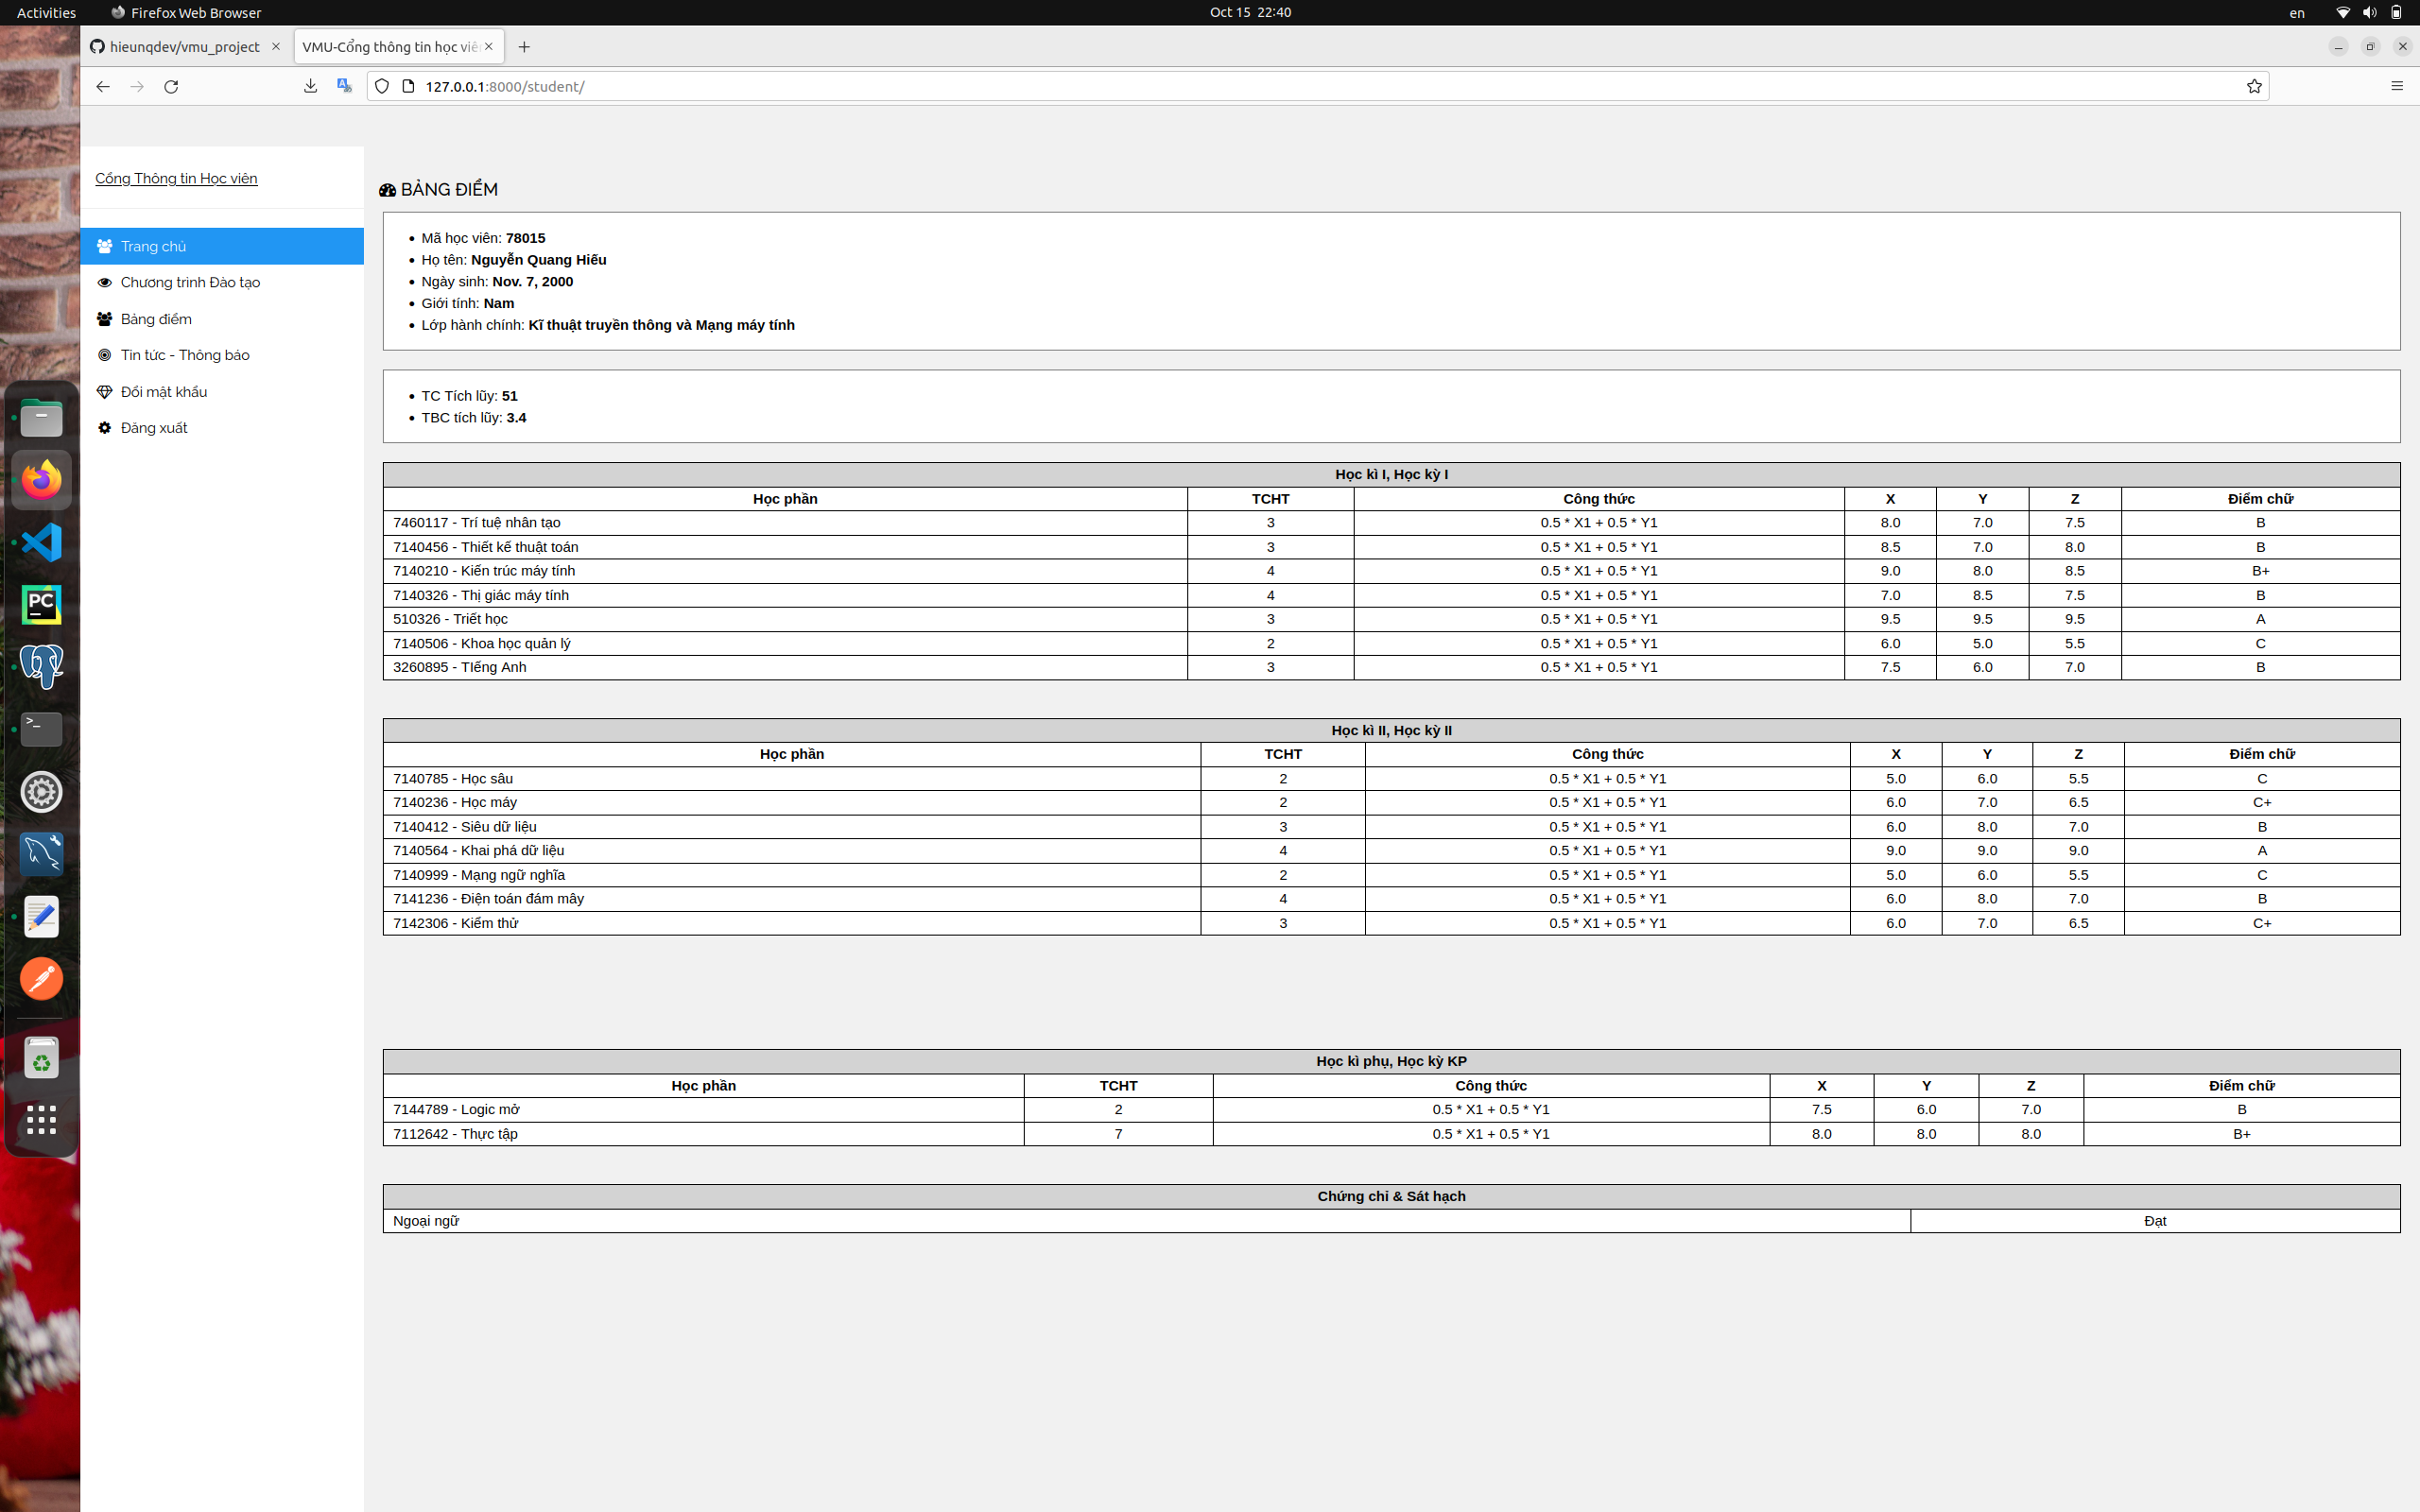 Activities Firefox Web Browser Oct 15 22:40 en
hieunqdev/vmu_project VMU-Cổng thông tin học viê
127.0.0.1:8000/student/
Cổng Thông tin Học viên
Trang chủ
Chương trình Đào tạo
Bảng điểm
Tin tức - Thông báo
Đổi mật khẩu
Đăng xuất
BẢNG ĐIỂM
Mã học viên: 78015
Họ tên: Nguyễn Quang Hiếu
Ngày sinh: Nov. 7, 2000
Giới tính: Nam
Lớp hành chính: Kĩ thuật truyền thông và Mạng máy tính
TC Tích lũy: 51
TBC tích lũy: 3.4
Học kì I, Học kỳ I
Học phần TCHT Công thức X Y Z Điểm chữ
7460117 - Trí tuệ nhân tạo 3 0.5 * X1 + 0.5 * Y1 8.0 7.0 7.5 B
7140456 - Thiết kế thuật toán 3 0.5 * X1 + 0.5 * Y1 8.5 7.0 8.0 B
7140210 - Kiến trúc máy tính 4 0.5 * X1 + 0.5 * Y1 9.0 8.0 8.5 B+
7140326 - Thị giác máy tính 4 0.5 * X1 + 0.5 * Y1 7.0 8.5 7.5 B
510326 - Triết học 3 0.5 * X1 + 0.5 * Y1 9.5 9.5 9.5 A
7140506 - Khoa học quản lý 2 0.5 * X1 + 0.5 * Y1 6.0 5.0 5.5 C
3260895 - TIếng Anh 3 0.5 * X1 + 0.5 * Y1 7.5 6.0 7.0 B
Học kì II, Học kỳ II
Học phần TCHT Công thức X Y Z Điểm chữ
7140785 - Học sâu 2 0.5 * X1 + 0.5 * Y1 5.0 6.0 5.5 C
7140236 - Học máy 2 0.5 * X1 + 0.5 * Y1 6.0 7.0 6.5 C+
7140412 - Siêu dữ liệu 3 0.5 * X1 + 0.5 * Y1 6.0 8.0 7.0 B
7140564 - Khai phá dữ liệu 4 0.5 * X1 + 0.5 * Y1 9.0 9.0 9.0 A
7140999 - Mạng ngữ nghĩa 2 0.5 * X1 + 0.5 * Y1 5.0 6.0 5.5 C
7141236 - Điện toán đám mây 4 0.5 * X1 + 0.5 * Y1 6.0 8.0 7.0 B
7142306 - Kiểm thử 3 0.5 * X1 + 0.5 * Y1 6.0 7.0 6.5 C+
Học kì phụ, Học kỳ KP
Học phần TCHT Công thức X Y Z Điểm chữ
7144789 - Logic mở 2 0.5 * X1 + 0.5 * Y1 7.5 6.0 7.0 B
7112642 - Thực tập 7 0.5 * X1 + 0.5 * Y1 8.0 8.0 8.0 B+
Chứng chỉ & Sát hạch
Ngoại ngữ Đạt
PC